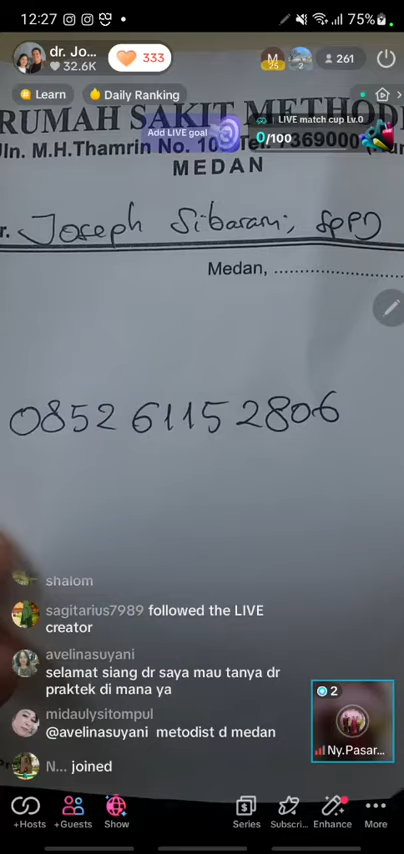 12:27
75%
dr. Jo...
32.6K
333
M
25
2
261
Learn
Daily Ranking
RUMAH SAKIT METHOD
Add LIVE goal
LIVE match cup Lv.0
0/100
Jln. M.H.Thamrin No. 10
369000
MEDAN
r. Joseph Sibarani, SpPD
Medan, ......................
0852 6115 2806
shalom
sagitarius7989 followed the LIVE
creator
avelinasuyani
selamat siang dr saya mau tanya dr
praktek di mana ya
midaulysitompul
@avelinasuyani metodist d medan
N... joined
2
Ny.Pasar...
+Hosts
+Guests
Show
Series
Subscri...
Enhance
More